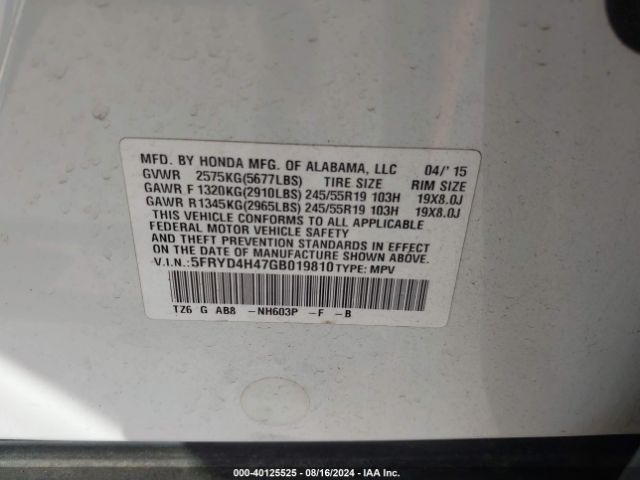 MFD. BY HONDA MFG. OF ALABAMA, LLC 04/'15
GVWR 2575KG(5677LBS) TIRE SIZE RIM SIZE
GAWR F 1320KG(2910LBS) 245/55R19 103H 19X8.0J
GAWR R 1345KG(2965LBS) 245/55R19 103H 19X8.0J
THIS VEHICLE CONFORMS TO ALL APPLICABLE
FEDERAL MOTOR VEHICLE SAFETY
AND THEFT PREVENTION STANDARDS IN EFFECT
ON THE DATE OF MANUFACTURE SHOWN ABOVE.
V.I.N.: 5FRYD4H47GB019810 TYPE: MPV
TZ6 G AB8 -NH603P -F -B
000-40125525 - 08/16/2024 - IAA Inc.